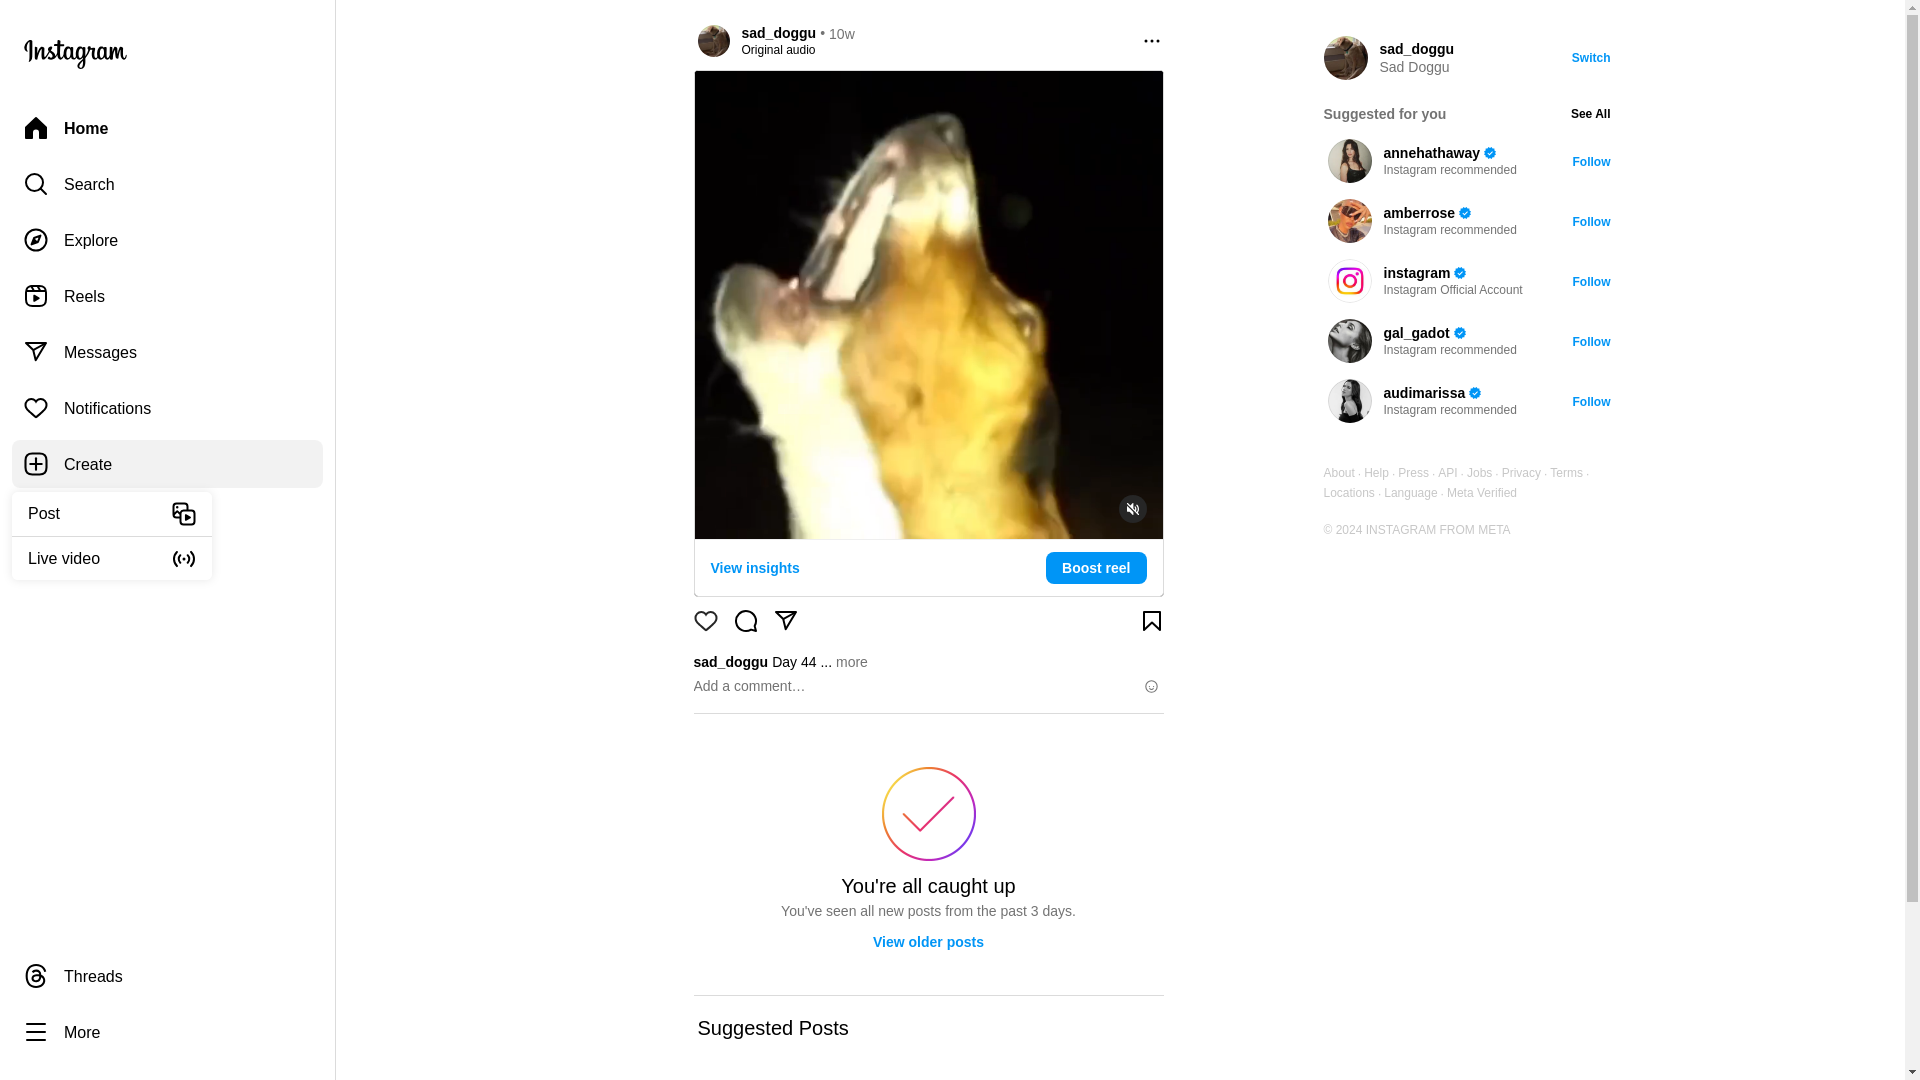 Instagram
Home
Search
Explore
Reels
Messages
Notifications
Create
Post
Live video
Threads
More
sad_doggu • 10w
Original audio
View insights
Boost reel
sad_doggu Day 44 ... more
Add a comment…
You're all caught up
You've seen all new posts from the past 3 days.
View older posts
Suggested Posts
sad_doggu
Sad Doggu
Switch
Suggested for you
See All
annehathaway
Instagram recommended
Follow
amberrose
Instagram recommended
Follow
instagram
Instagram Official Account
Follow
gal_gadot
Instagram recommended
Follow
audimarissa
Instagram recommended
Follow
About · Help · Press · API · Jobs · Privacy · Terms ·
Locations · Language · Meta Verified
© 2024 INSTAGRAM FROM META